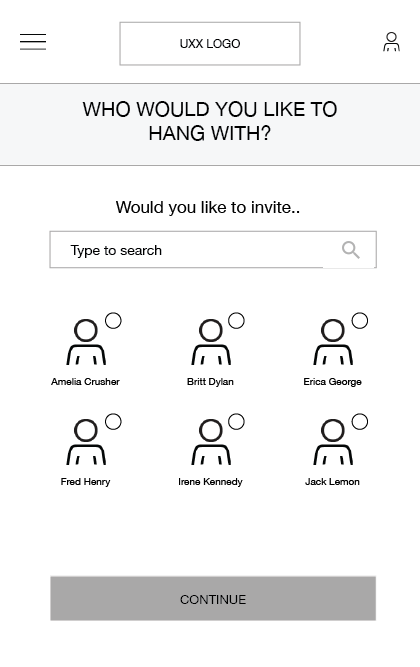 UXX LOGO
WHO WOULD YOU LIKE TO
HANG WITH?
Would you like to invite..
Type to search
Amelia Crusher
Britt Dylan
Erica George
Fred Henry
Irene Kennedy
Jack Lemon
CONTINUE